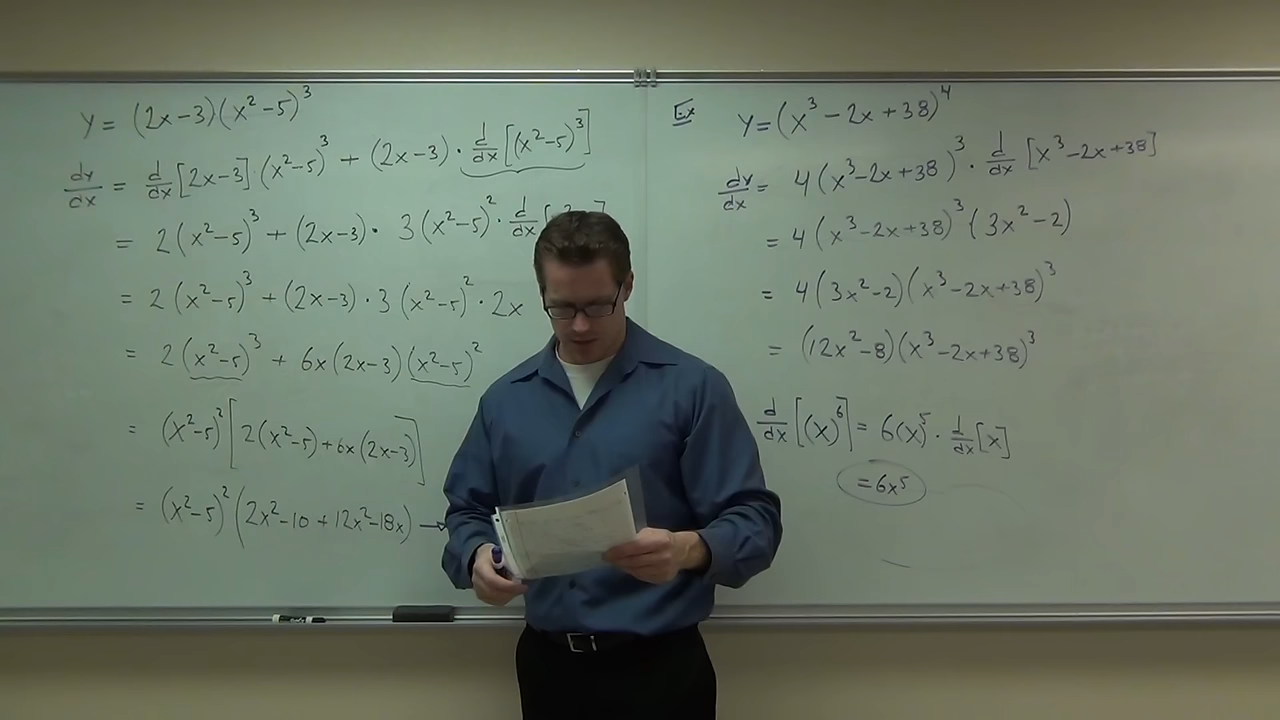 y = (2x-3)(x²-5)³
dy/dx = d/dx[2x-3](x²-5)³ + (2x-3) · d/dx[(x²-5)³]
= 2(x²-5)³ + (2x-3) · 3(x²-5)² · d/dx[
= 2(x²-5)³ + (2x-3) · 3(x²-5)² · 2x
= 2(x²-5)³ + 6x(2x-3)(x²-5)²
= (x²-5)²[2(x²-5) + 6x(2x-3)]
= (x²-5)²(2x²-10+12x²-18x) →
Ex y = (x³-2x+38)⁴
dy/dx = 4(x³-2x+38)³ · d/dx[x³-2x+38]
= 4(x³-2x+38)³(3x²-2)
= 4(3x²-2)(x³-2x+38)³
= (12x²-8)(x³-2x+38)³
d/dx[(x)⁶] = 6(x)⁵ · d/dx[x]
= 6x⁵